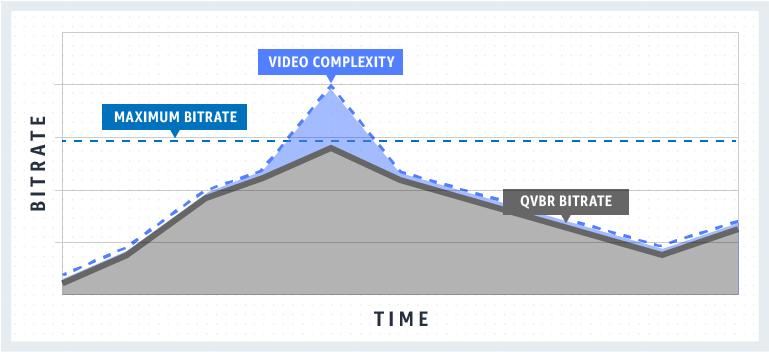 VIDEO COMPLEXITY
MAXIMUM BITRATE
BITRATE
QVBR BITRATE
TIME